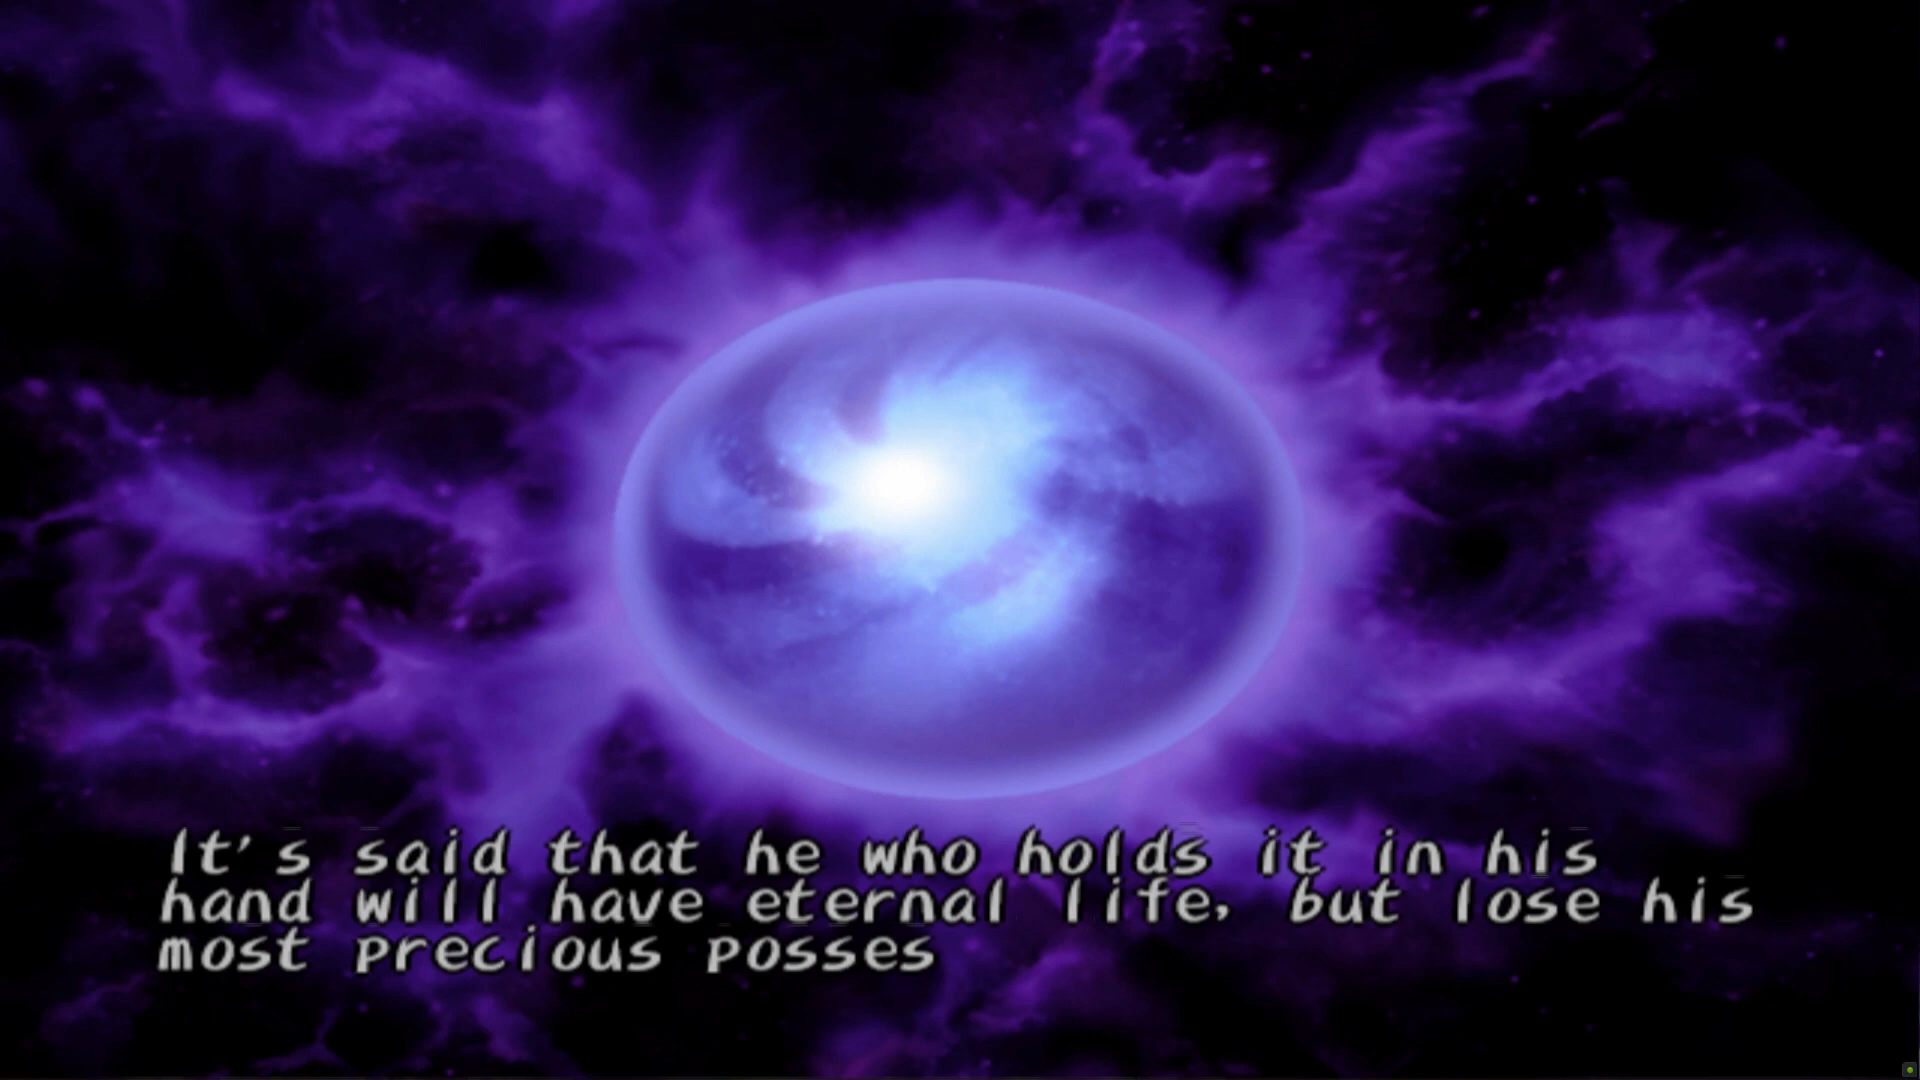 It's said that he who holds it in his
hand will have eternal life, but lose his
most precious posses